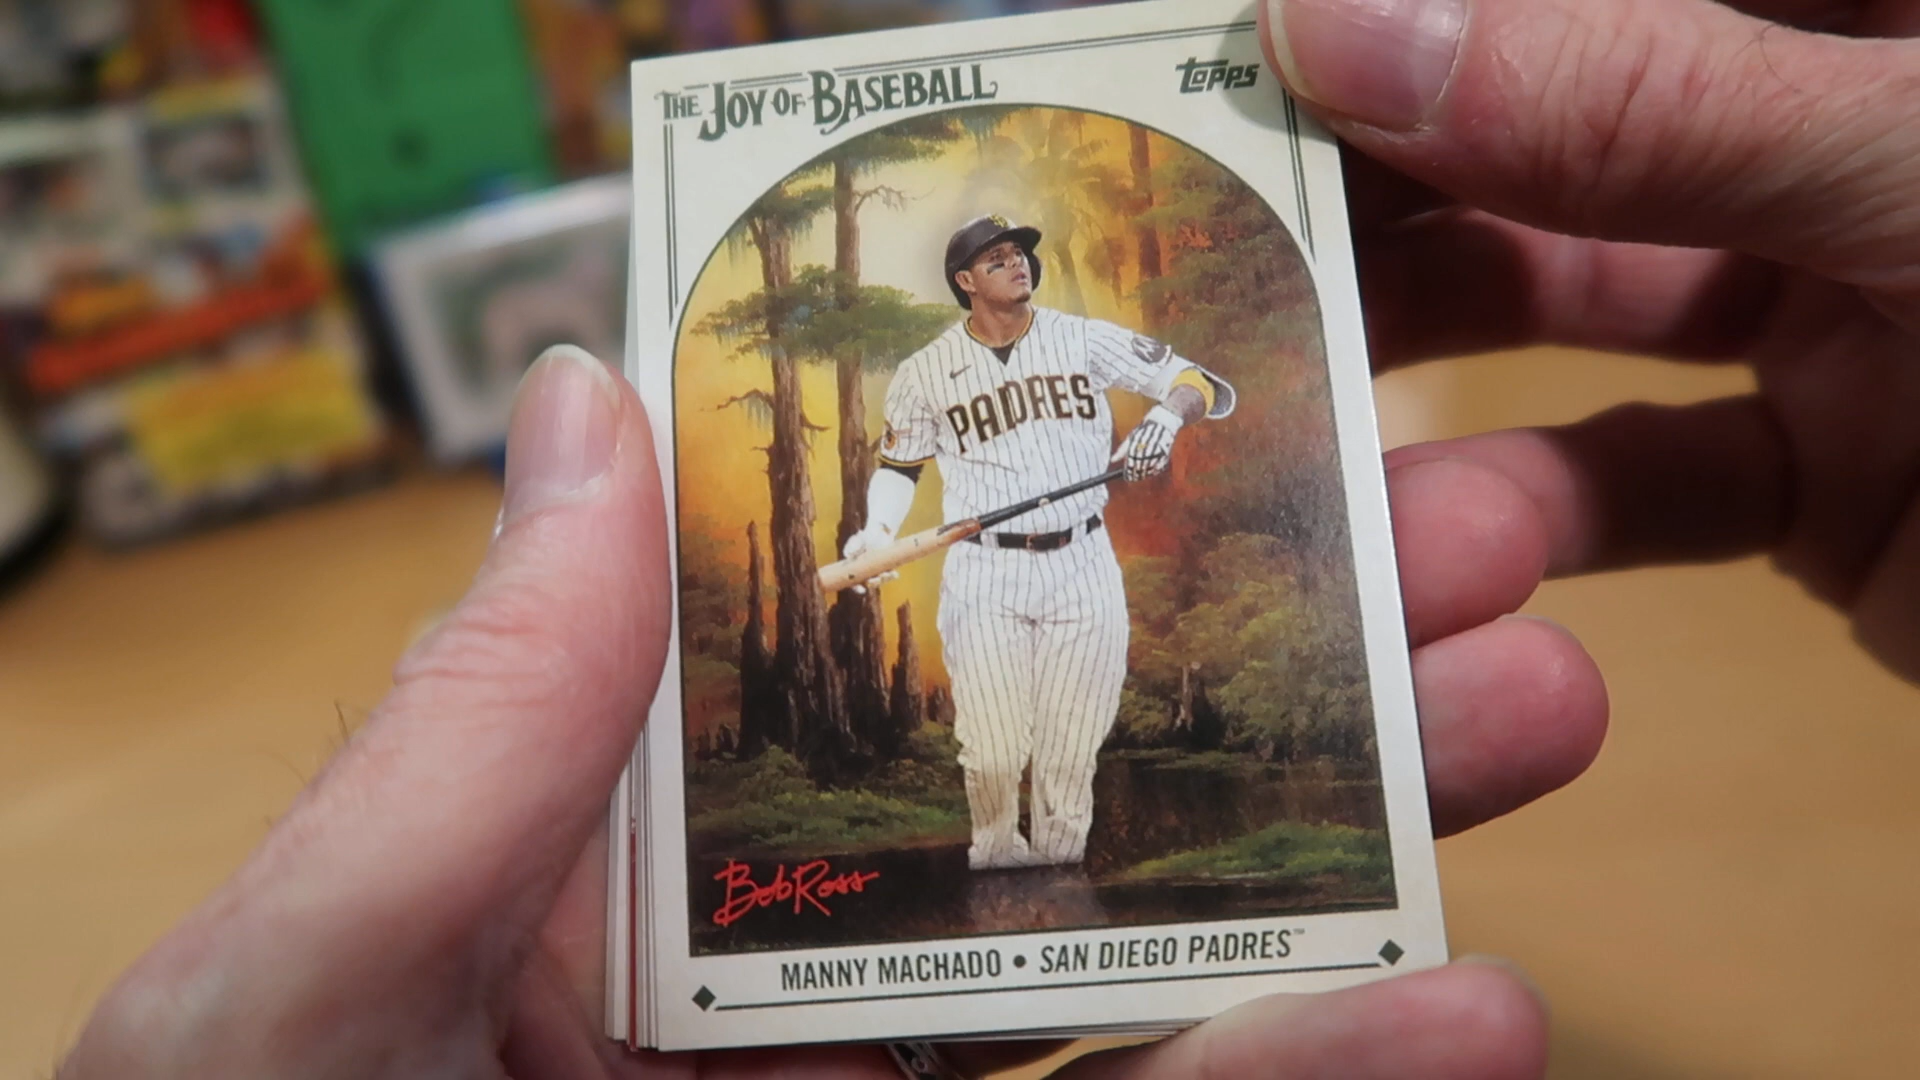 THE JOY OF BASEBALL
TOPPS
PADRES
Bob Ross
MANNY MACHADO • SAN DIEGO PADRES™